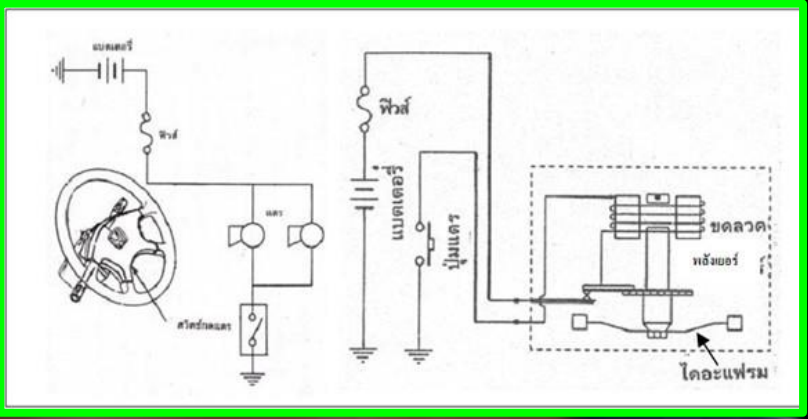 แบตเตอรี่
ฟิวส์
แตร
สวิตช์กดแตร
ฟิวส์
แบตเตอรี่
ปุ่มแตร
ขดลวด
พลังเยอร์
ไดอะแฟรม